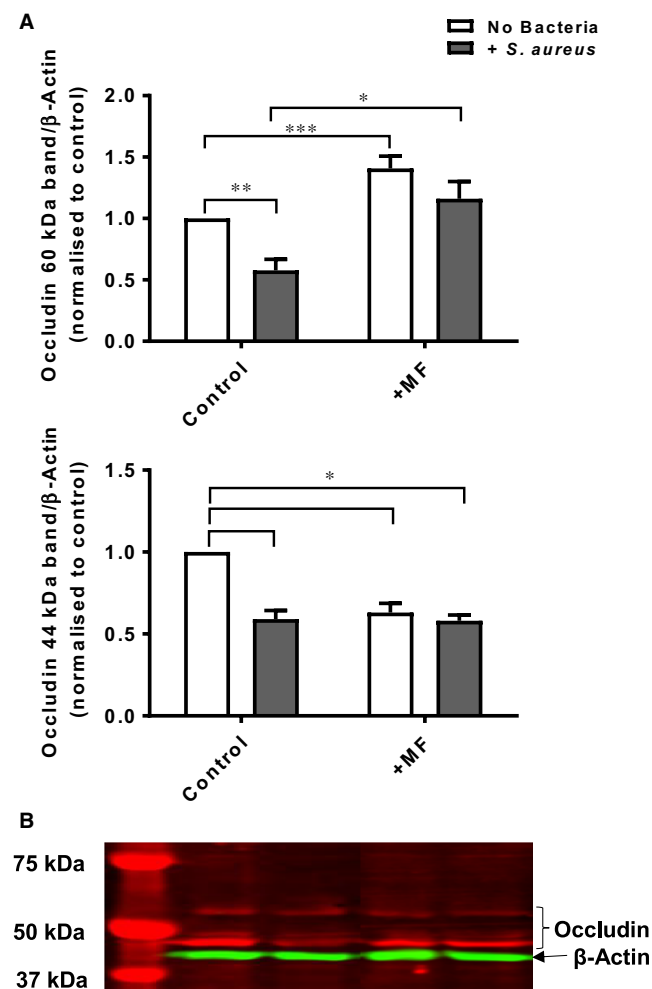 A
No Bacteria
+ S. aureus
Occludin 60 kDa band/β-Actin
(normalised to control)
2.0
1.5
1.0
0.5
0.0
*
***
**
Control
+MF
Occludin 44 kDa band/β-Actin
(normalised to control)
1.5
1.0
0.5
0.0
*
Control
+MF
B
75 kDa
50 kDa
37 kDa
Occludin
β-Actin